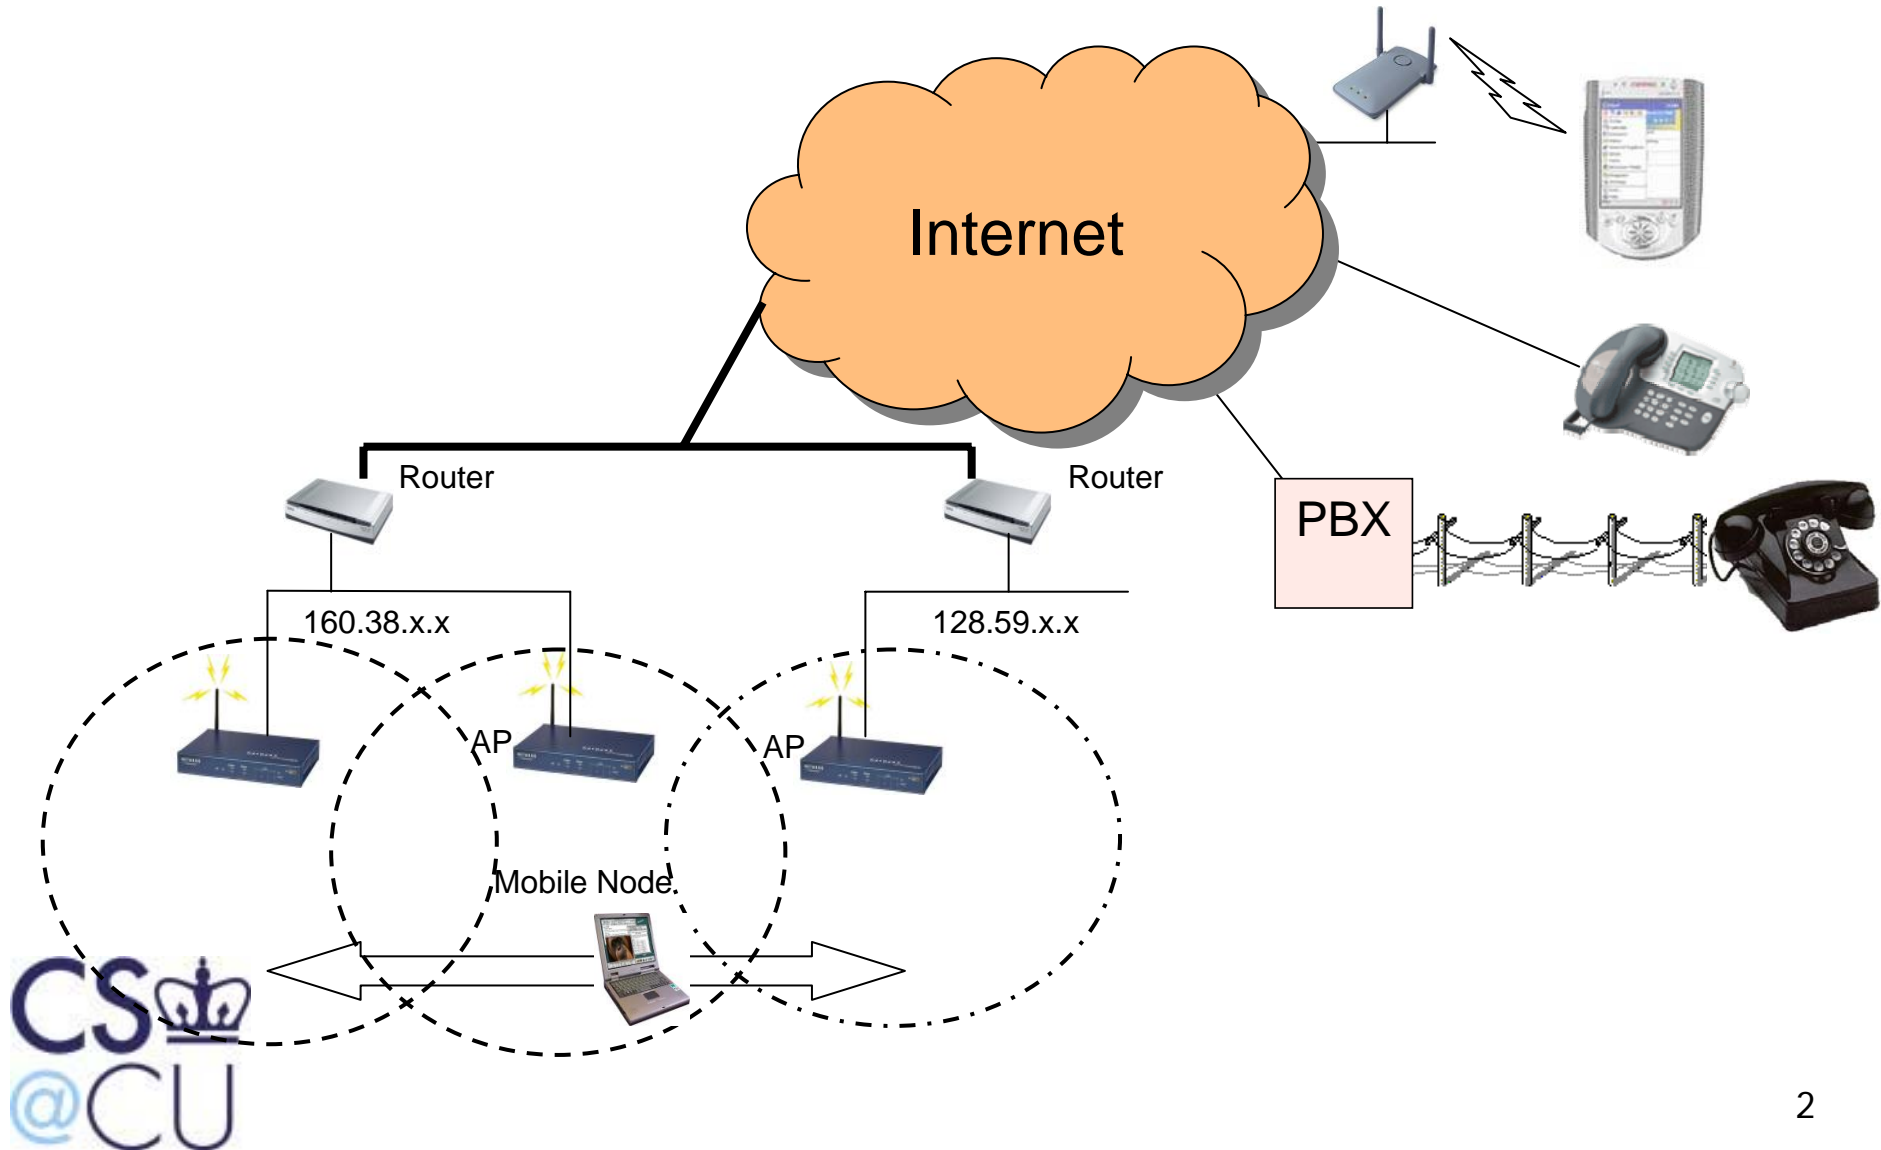 Internet
Router
Router
PBX
160.38.x.x
128.59.x.x
AP
AP
Mobile Node
CS
@CU
2